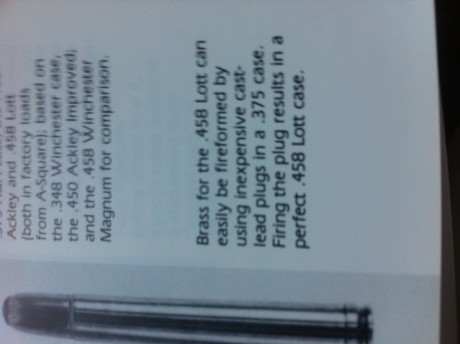 Ackley and .458 Lott
(both in factory loads
from A-Square), based on
the .348 Winchester case,
the .450 Ackley Improved;
and the .458 Winchester
Magnum for comparison.
Brass for the .458 Lott can
easily be fireformed by
using inexpensive cast-
lead plugs in a .375 case.
Firing the plug results in a
perfect .458 Lott case.